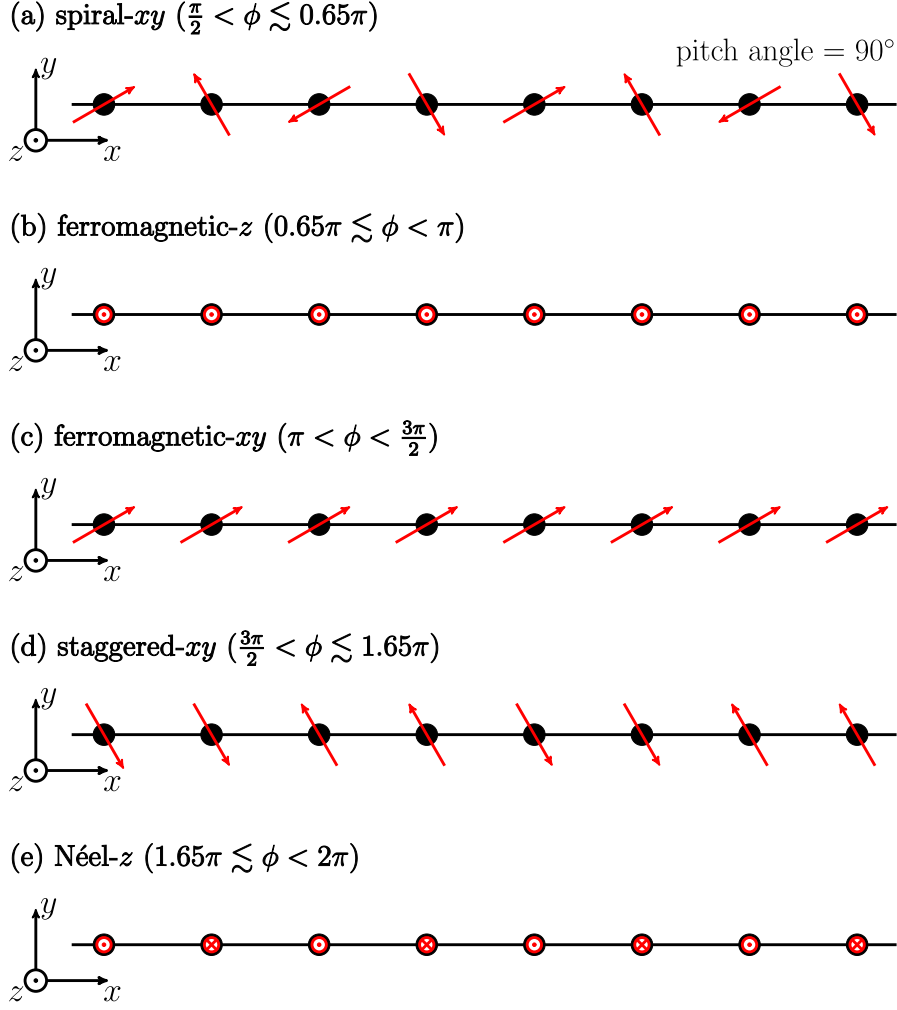 (a) spiral-xy (π/2 < ϕ ≲ 0.65π)
pitch angle = 90°
y
z
x
(b) ferromagnetic-z (0.65π ≲ ϕ < π)
y
z
x
(c) ferromagnetic-xy (π < ϕ < 3π/2)
y
z
x
(d) staggered-xy (3π/2 < ϕ ≲ 1.65π)
y
z
x
(e) Néel-z (1.65π ≲ ϕ < 2π)
y
z
x